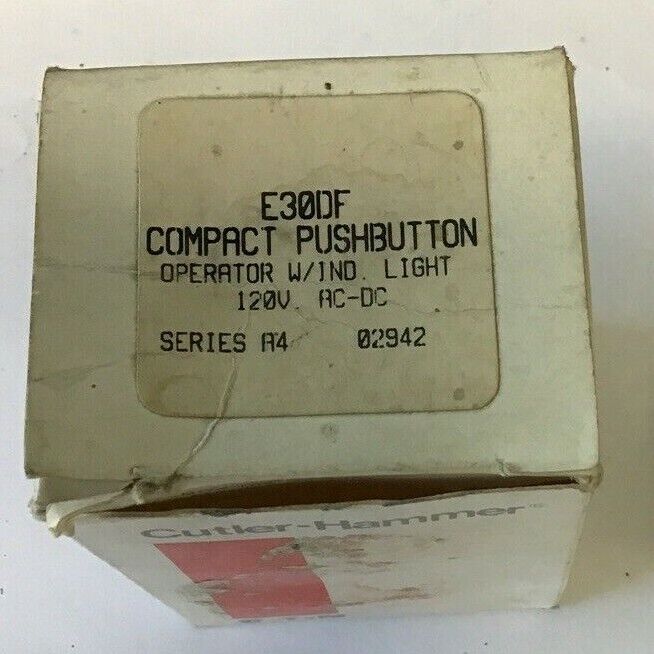 E30DF
COMPACT PUSHBUTTON
OPERATOR W/IND. LIGHT
120V. AC-DC
SERIES A4 02942
Cutler-Hammer®